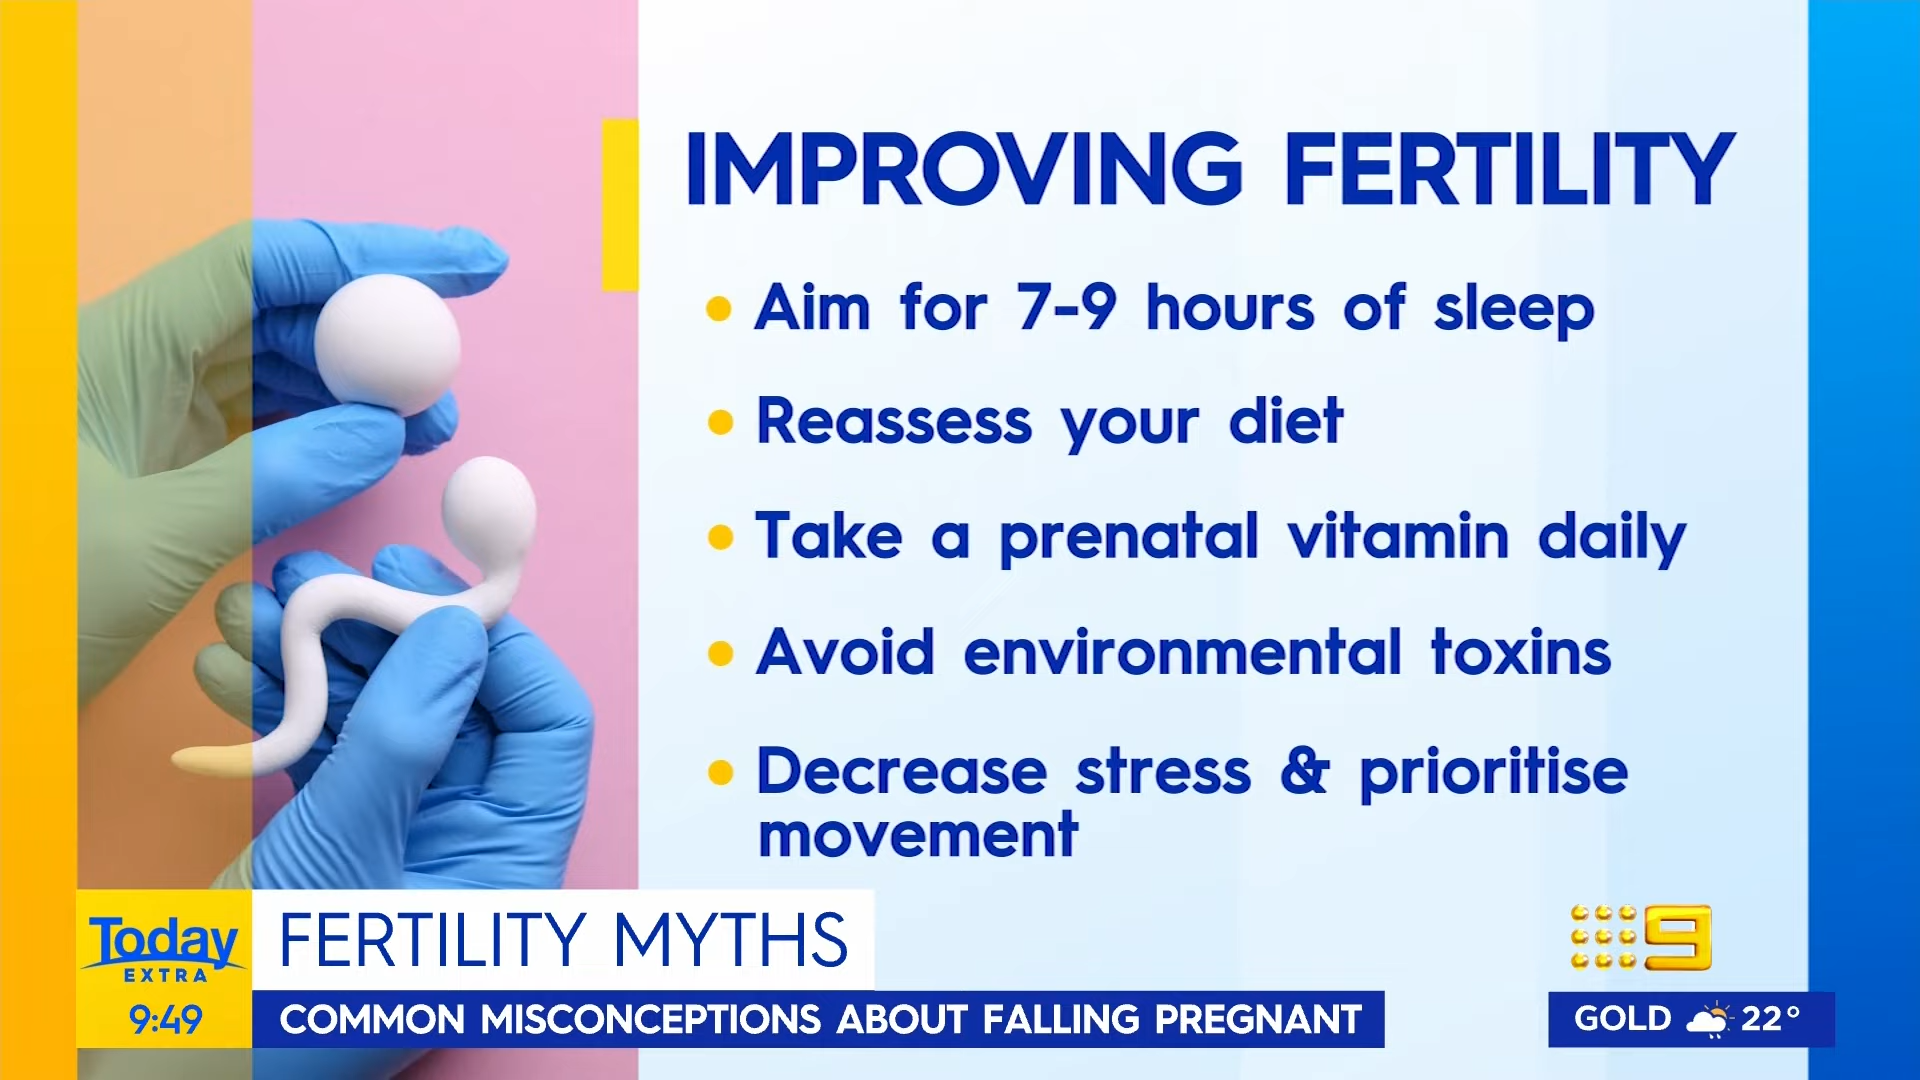 IMPROVING FERTILITY
Aim for 7-9 hours of sleep
Reassess your diet
Take a prenatal vitamin daily
Avoid environmental toxins
Decrease stress & prioritise
movement
Today
EXTRA
9:49
FERTILITY MYTHS
COMMON MISCONCEPTIONS ABOUT FALLING PREGNANT
9
GOLD 22°